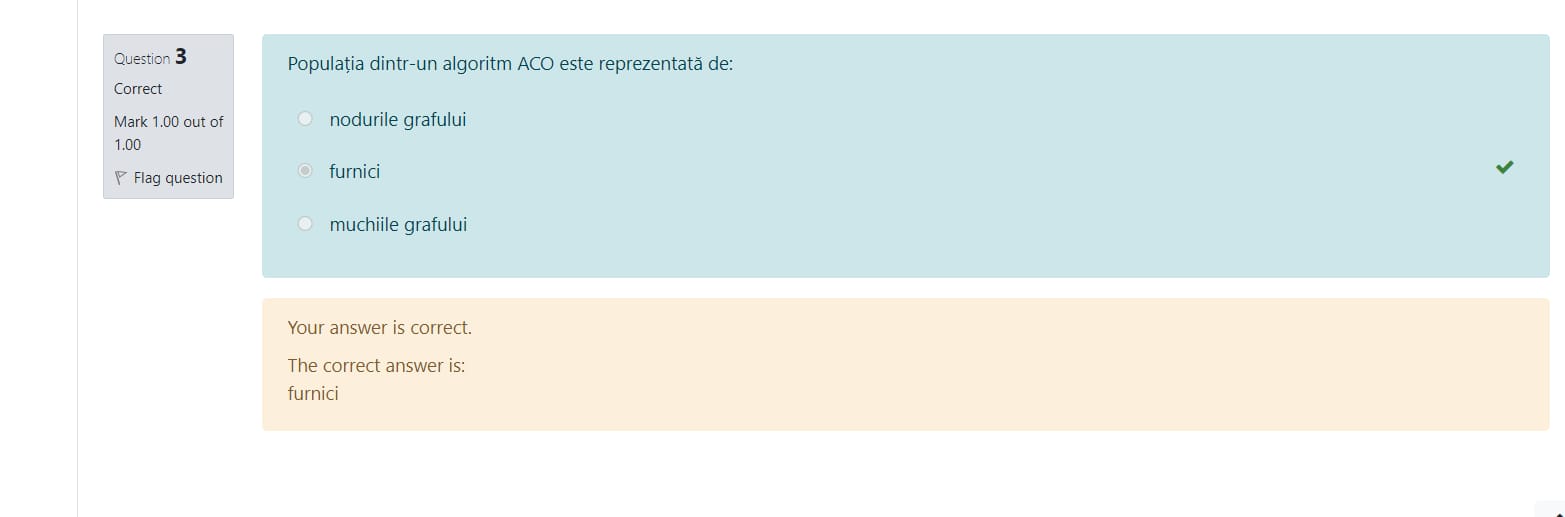 Question 3
Correct
Mark 1.00 out of
1.00
Flag question
Populația dintr-un algoritm ACO este reprezentată de:
nodurile grafului
furnici
muchiile grafului
Your answer is correct.
The correct answer is:
furnici